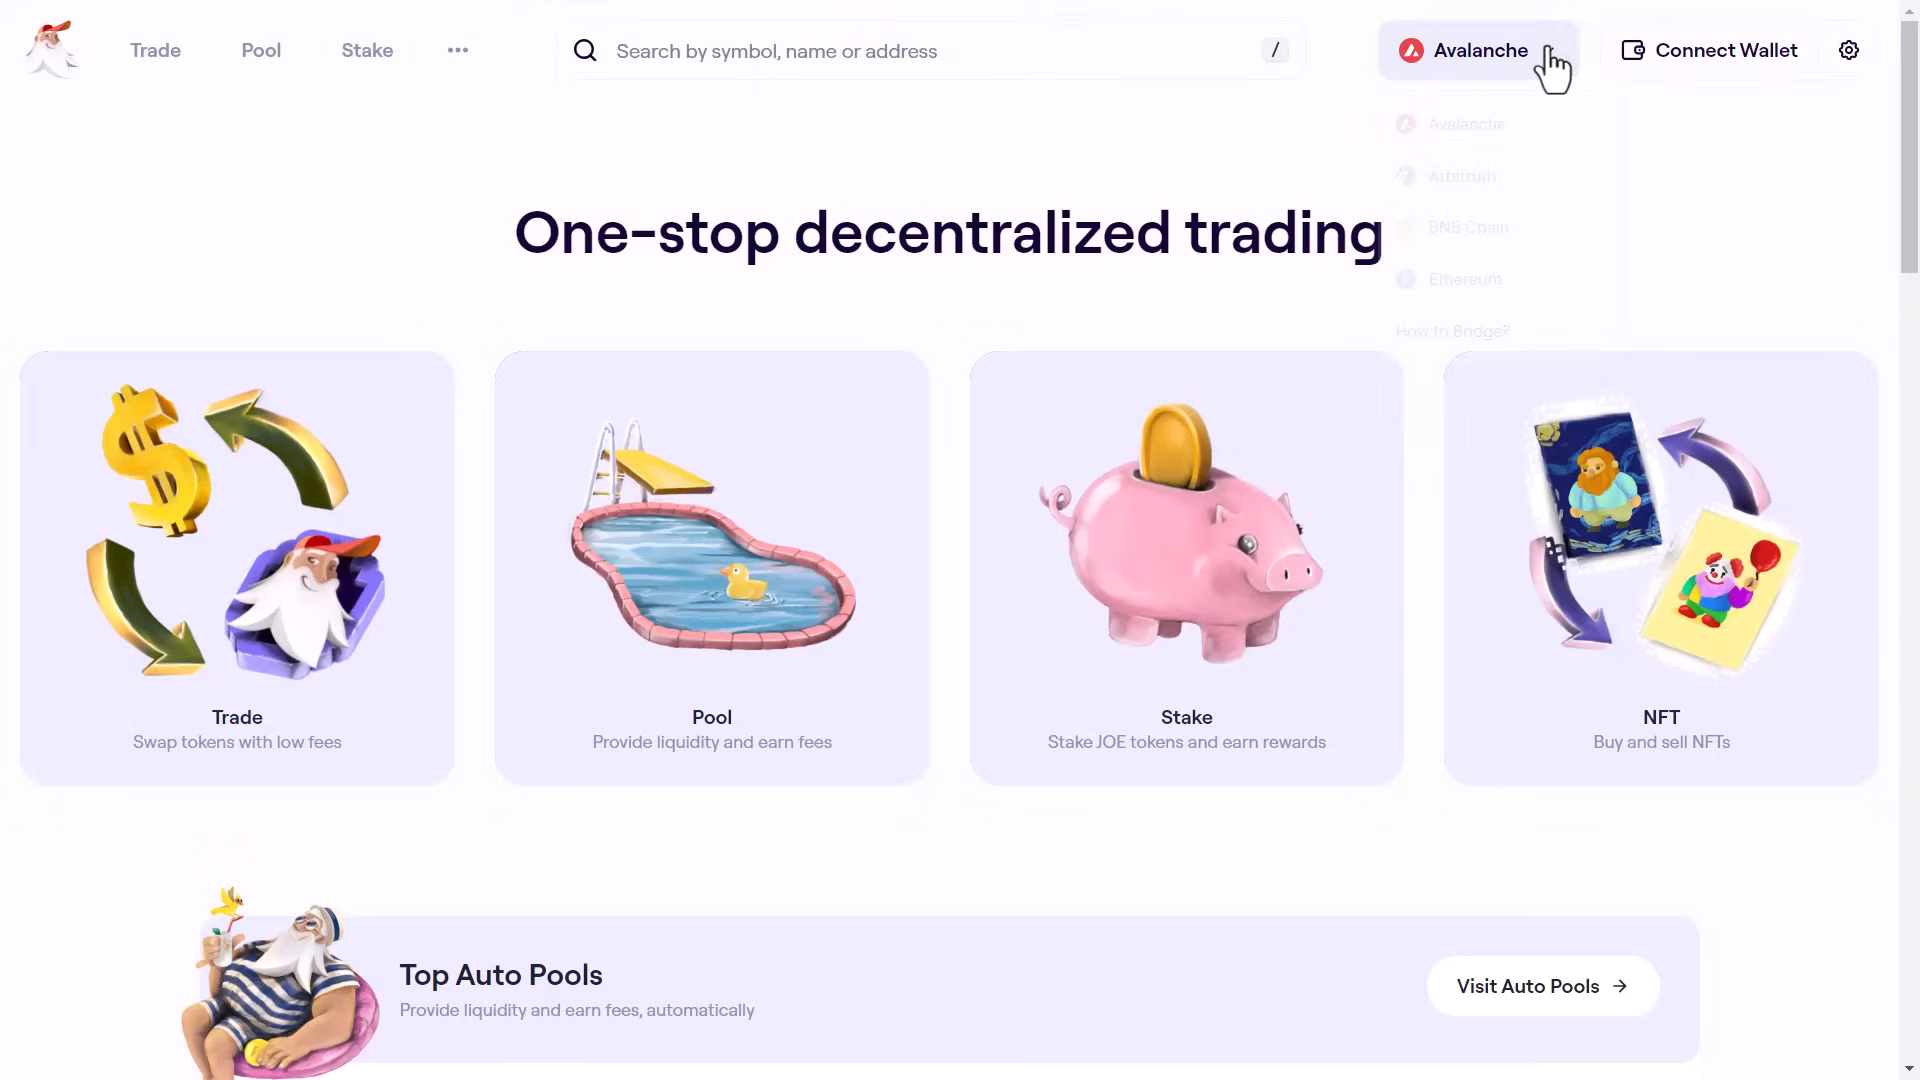 Trade
Pool
Stake
Search by symbol, name or address
/
Avalanche
Connect Wallet
Avalanche
Arbitrum
BNB Chain
Ethereum
How to Bridge?
One-stop decentralized trading
Trade
Swap tokens with low fees
Pool
Provide liquidity and earn fees
Stake
Stake JOE tokens and earn rewards
NFT
Buy and sell NFTs
Top Auto Pools
Provide liquidity and earn fees, automatically
Visit Auto Pools →